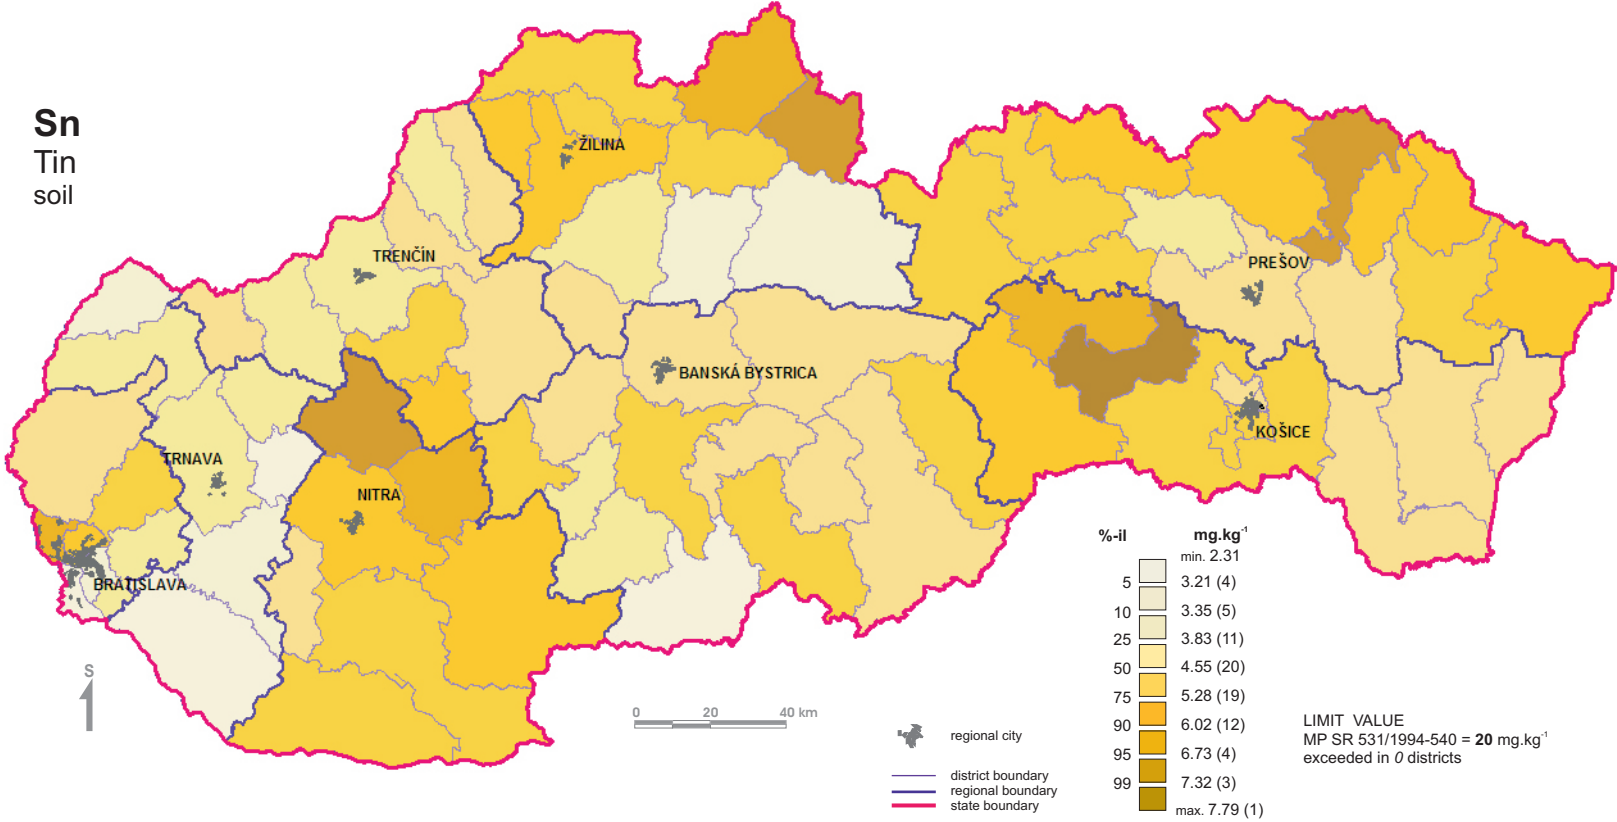 Sn
Tin
soil
ŽILINA
TRENČÍN
PREŠOV
BANSKÁ BYSTRICA
KOŠICE
TRNAVA
NITRA
BRATISLAVA
S
0 20 40 km
regional city
district boundary
regional boundary
state boundary
%-il mg.kg⁻¹
min. 2.31
5 3.21 (4)
10 3.35 (5)
25 3.83 (11)
50 4.55 (20)
75 5.28 (19)
90 6.02 (12)
95 6.73 (4)
99 7.32 (3)
max. 7.79 (1)
LIMIT VALUE
MP SR 531/1994-540 = 20 mg.kg⁻¹
exceeded in 0 districts